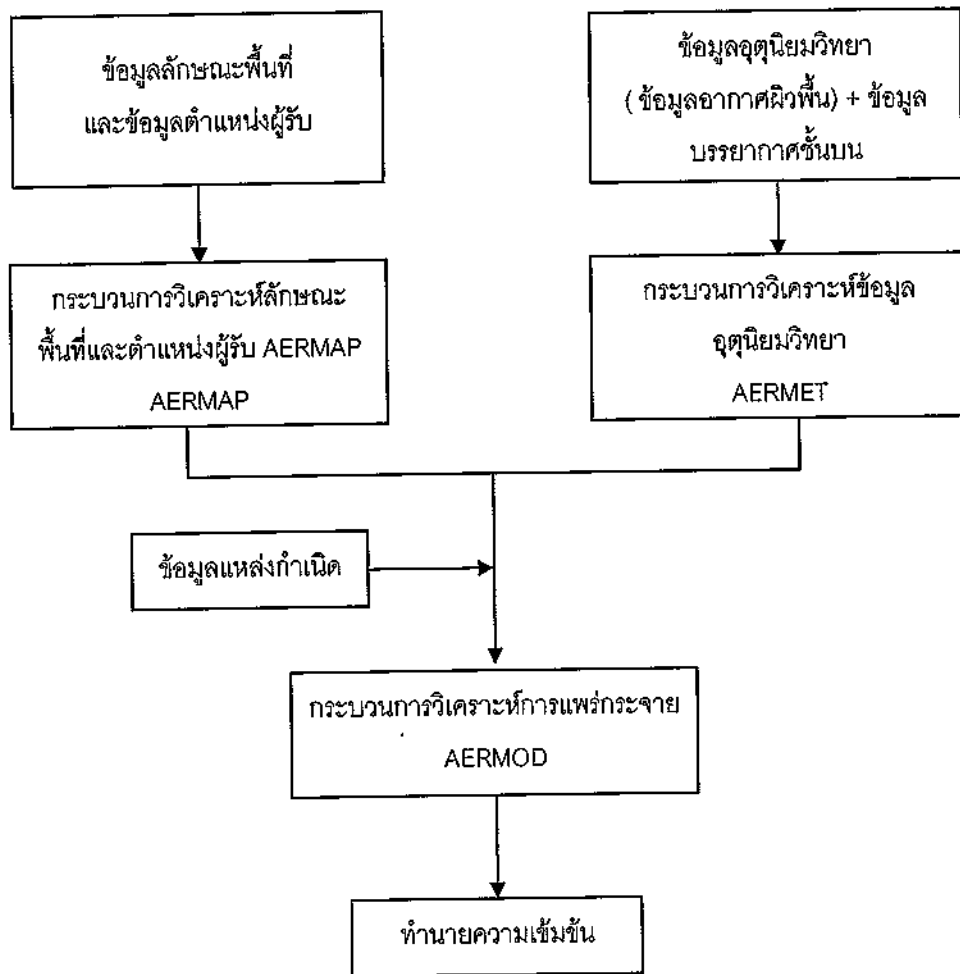 ข้อมูลลักษณะพื้นที่
และข้อมูลตำแหน่งผู้รับ
ข้อมูลอุตุนิยมวิทยา
( ข้อมูลอากาศผิวพื้น) + ข้อมูล
บรรยากาศชั้นบน
กระบวนการวิเคราะห์ลักษณะ
พื้นที่และตำแหน่งผู้รับ AERMAP
AERMAP
กระบวนการวิเคราะห์ข้อมูล
อุตุนิยมวิทยา
AERMET
ข้อมูลแหล่งกำเนิด
กระบวนการวิเคราะห์การแพร่กระจาย
AERMOD
ทำนายความเข้มข้น